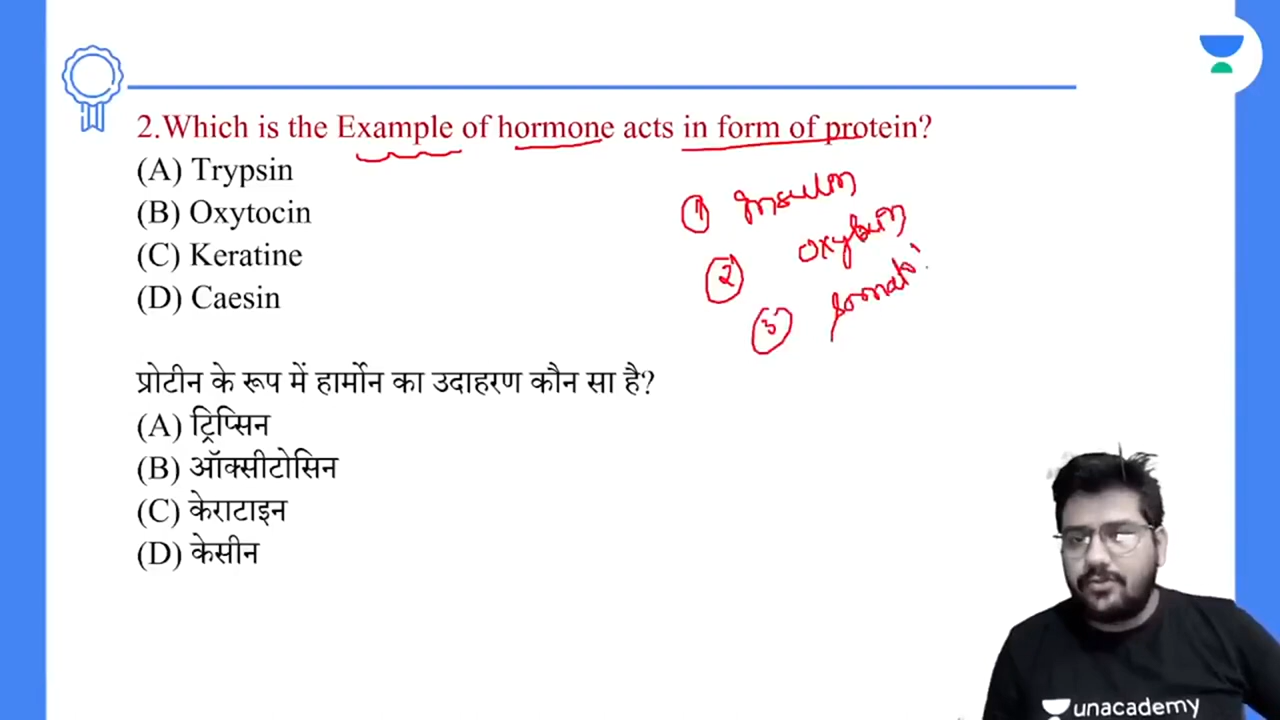 2.Which is the Example of hormone acts in form of protein?
(A) Trypsin
(B) Oxytocin
(C) Keratine
(D) Caesin
① Insulin
②
③ Somato
प्रोटीन के रूप में हार्मोन का उदाहरण कौन सा है?
(A) ट्रिप्सिन
(B) ऑक्सीटोसिन
(C) केराटाइन
(D) केसीन
unacademy